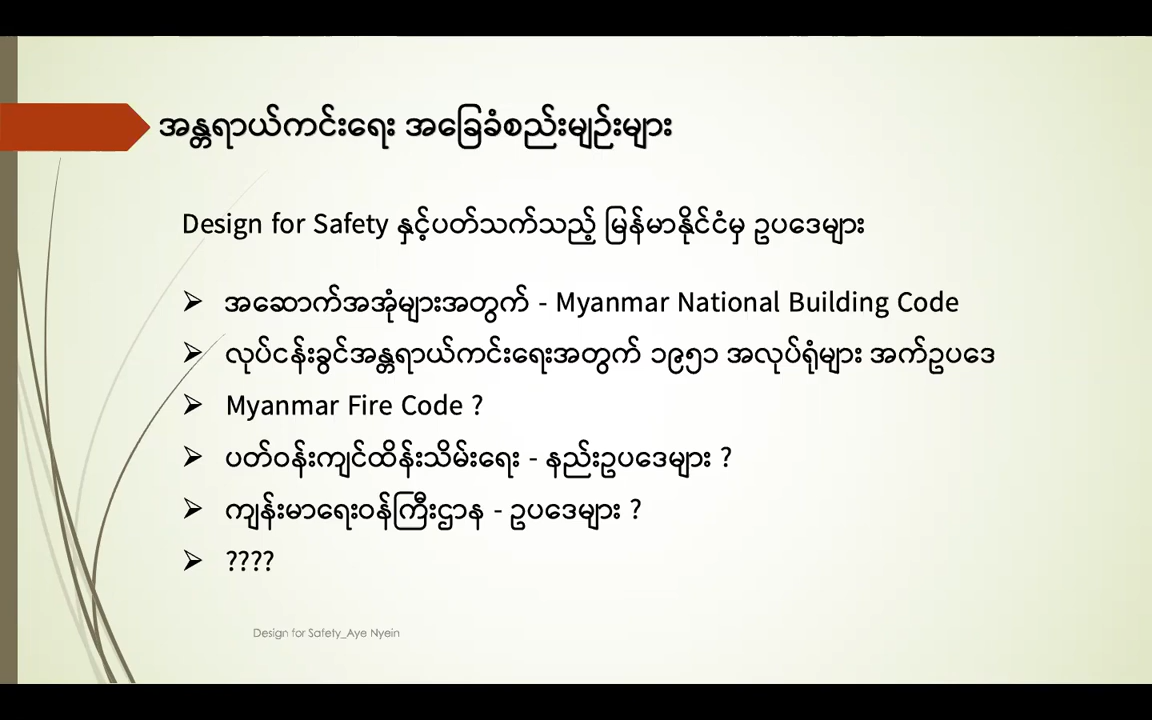 အန္တရာယ်ကင်းရေး အခြေခံစည်းမျဉ်းများ
Design for Safety နှင့်ပတ်သက်သည့် မြန်မာနိုင်ငံမှ ဥပဒေများ
➢ အဆောက်အအုံများအတွက် - Myanmar National Building Code
➢ လုပ်ငန်းခွင်အန္တရာယ်ကင်းရေးအတွက် ၁၉၅၁ အလုပ်ရုံများ အက်ဥပဒေ
➢ Myanmar Fire Code ?
➢ ပတ်ဝန်းကျင်ထိန်းသိမ်းရေး - နည်းဥပဒေများ ?
➢ ကျန်းမာရေးဝန်ကြီးဌာန - ဥပဒေများ ?
➢ ????
Design for Safety_Aye Nyein